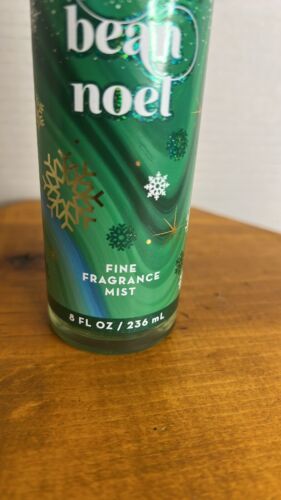 bean
noel
FINE
FRAGRANCE
MIST
8 FL OZ / 236 mL